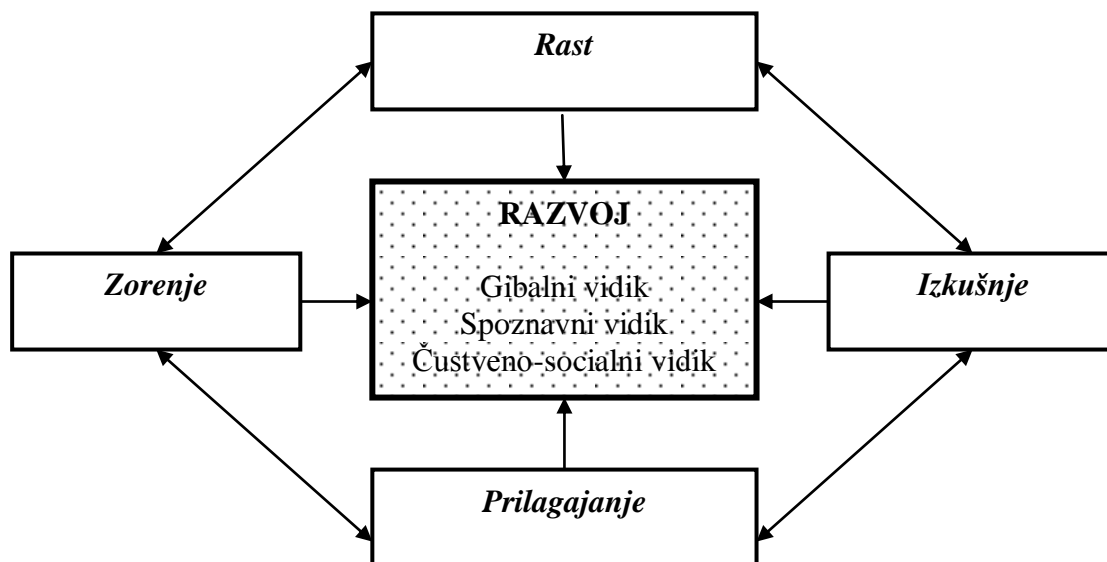 Rast
RAZVOJ
Zorenje
Gibalni vidik
Spoznavni vidik
Čustveno-socialni vidik
Izkušnje
Prilagajanje